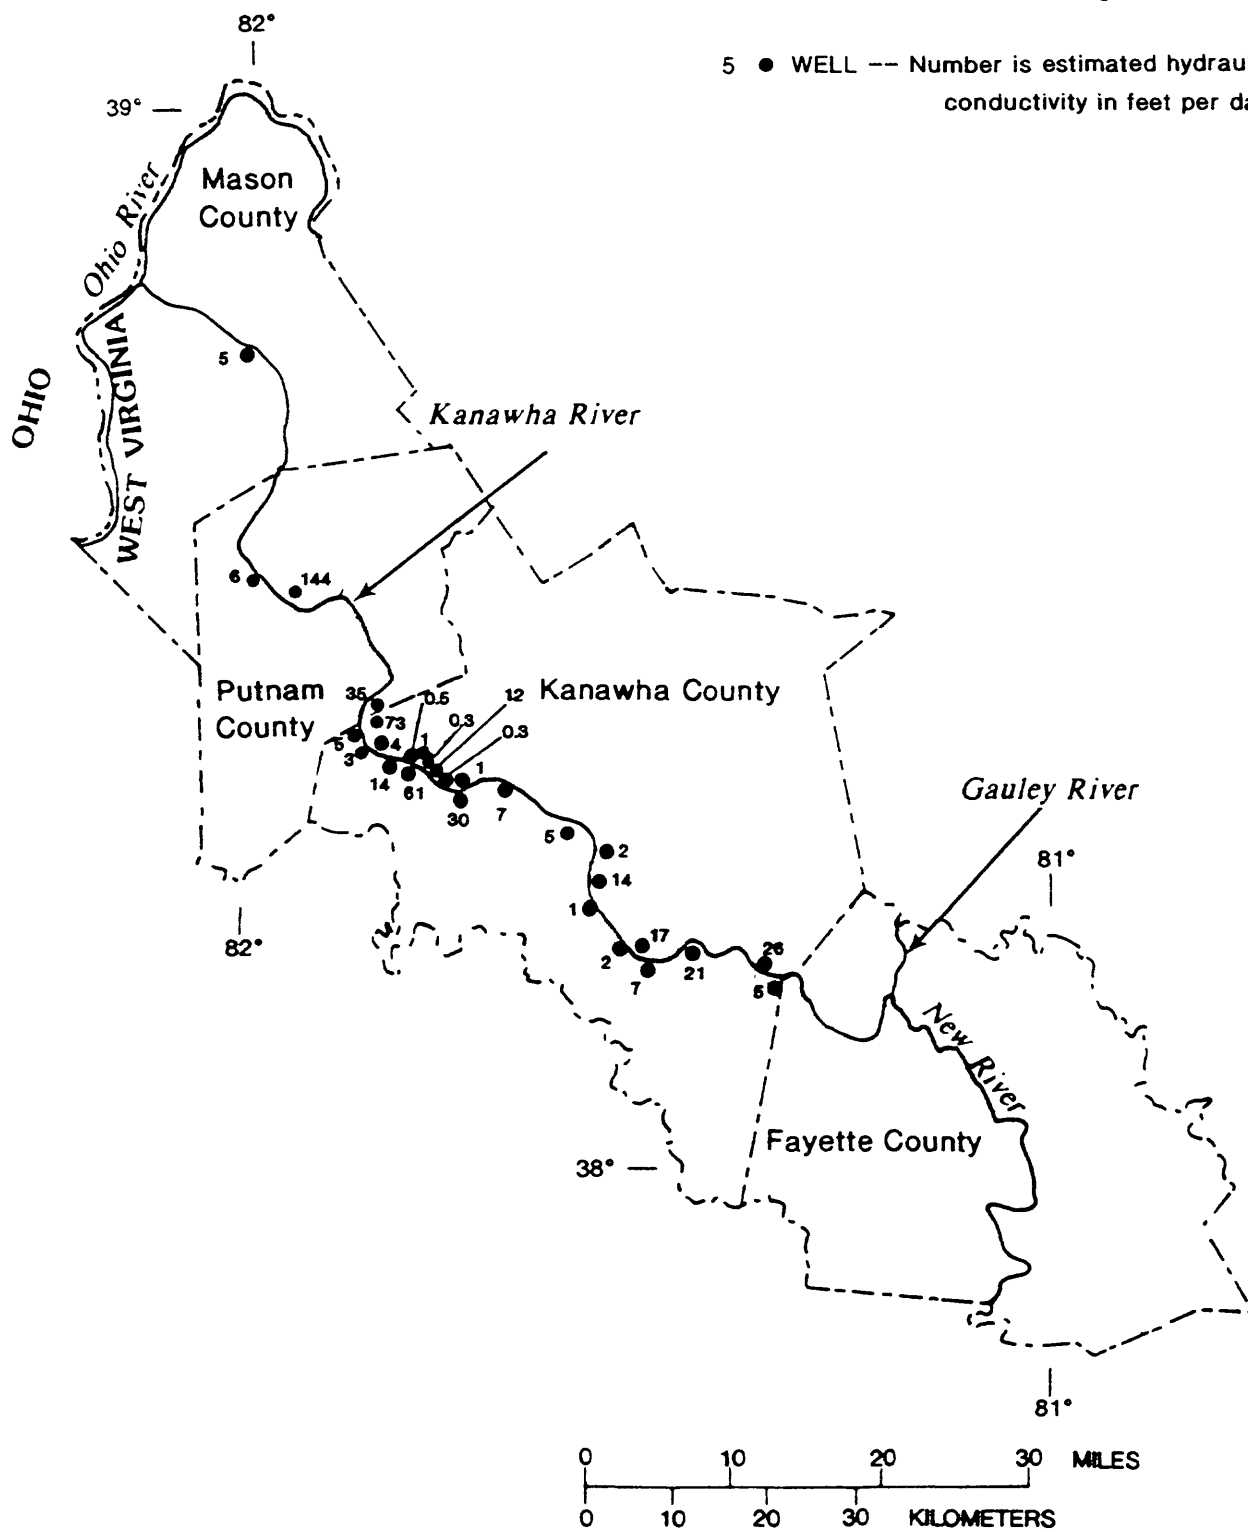 82°
5 ● WELL -- Number is estimated hydrau
conductivity in feet per da
39°
Mason
County
Ohio River
OHIO
WEST VIRGINIA
5
Kanawha River
6
144
Putnam
County
Kanawha County
35
0.5
12
73
0.3
0.3
5
4
1
3
14
61
1
30
7
Gauley River
5
2
81°
14
1
82°
17
26
2
21
7
5
New River
Fayette County
38°
81°
0 10 20 30 MILES
0 10 20 30 KILOMETERS